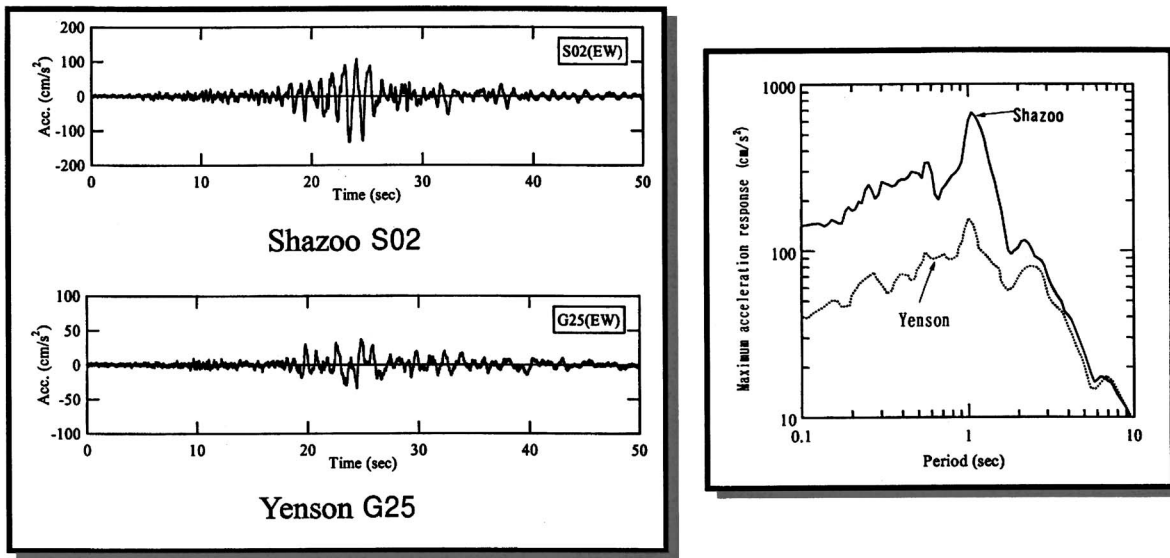 200
100
0
-100
-200
Acc. (cm/s²)
S02(EW)
0 10 20 30 40 50
Time (sec)
Shazoo S02
100
50
0
-50
-100
Acc. (cm/s²)
G25(EW)
0 10 20 30 40 50
Time (sec)
Yenson G25
1000
100
10
Maximum acceleration response (cm/s²)
Shazoo
Yenson
0.1 1 10
Period (sec)